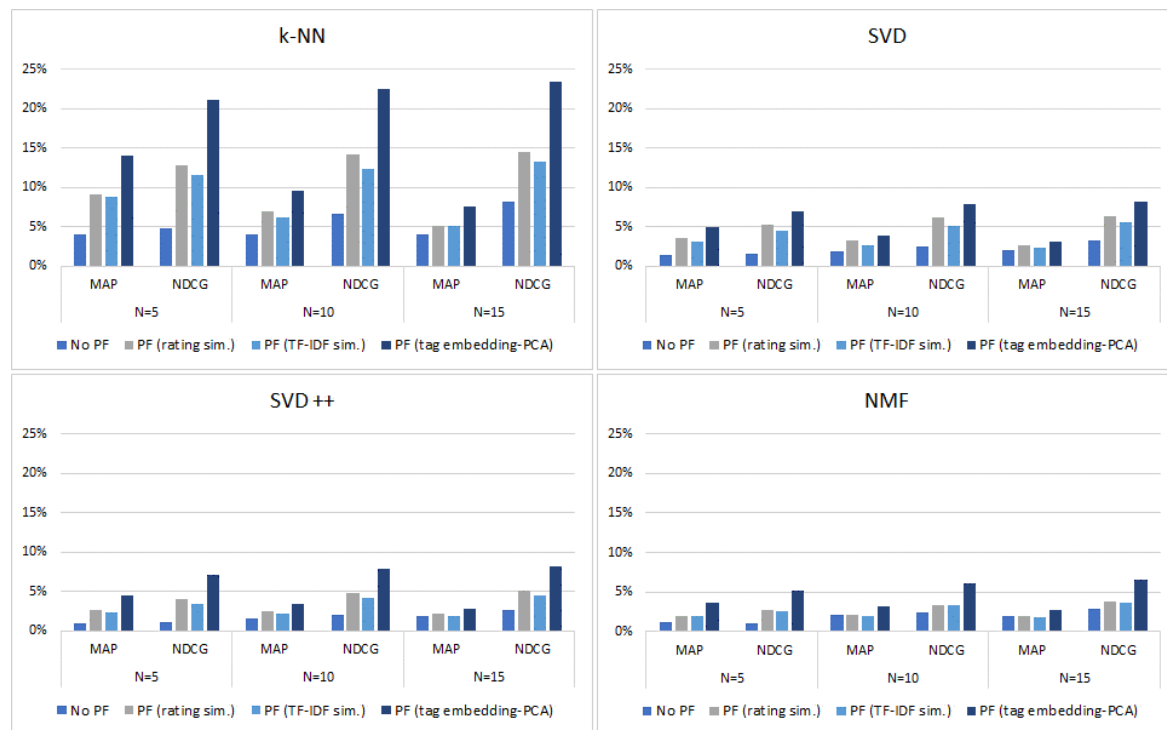 k-NN
25%
20%
15%
10%
5%
0%
MAP NDCG MAP NDCG MAP NDCG
N=5 N=10 N=15
No PF PF (rating sim.) PF (TF-IDF sim.) PF (tag embedding-PCA)
SVD
25%
20%
15%
10%
5%
0%
MAP NDCG MAP NDCG MAP NDCG
N=5 N=10 N=15
No PF PF (rating sim.) PF (TF-IDF sim.) PF (tag embedding-PCA)
SVD ++
25%
20%
15%
10%
5%
0%
MAP NDCG MAP NDCG MAP NDCG
N=5 N=10 N=15
No PF PF (rating sim.) PF (TF-IDF sim.) PF (tag embedding-PCA)
NMF
25%
20%
15%
10%
5%
0%
MAP NDCG MAP NDCG MAP NDCG
N=5 N=10 N=15
No PF PF (rating sim.) PF (TF-IDF sim.) PF (tag embedding-PCA)